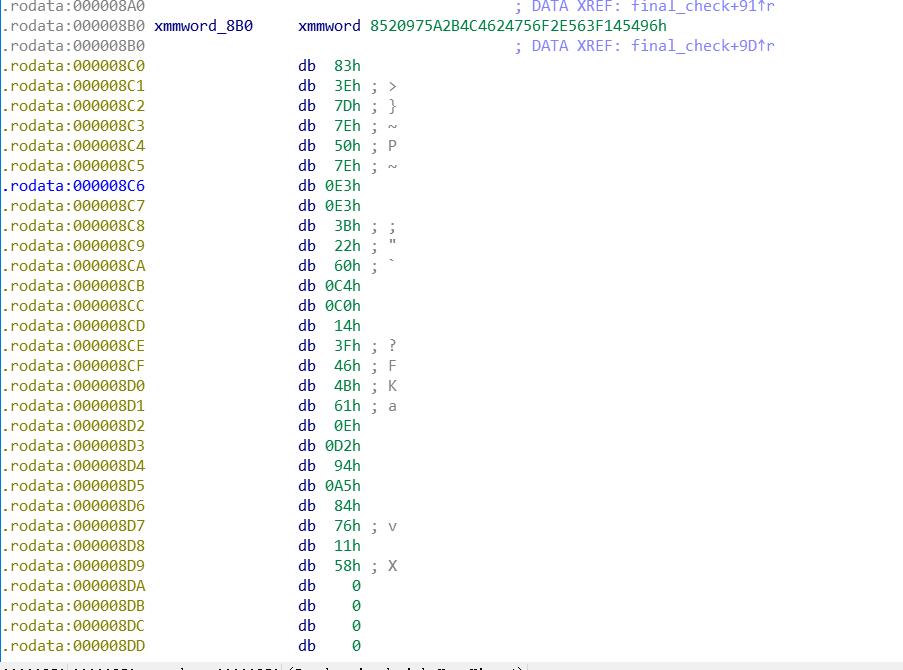 .rodata:000008A0 ; DATA XREF: final_check+91↑r
.rodata:000008B0 xmmword_8B0 xmmword 8520975A2B4C4624756F2E563F145496h
.rodata:000008B0 ; DATA XREF: final_check+9D↑r
.rodata:000008C0 db 83h
.rodata:000008C1 db 3Eh ; >
.rodata:000008C2 db 7Dh ; }
.rodata:000008C3 db 7Eh ; ~
.rodata:000008C4 db 50h ; P
.rodata:000008C5 db 7Eh ; ~
.rodata:000008C6 db 0E3h
.rodata:000008C7 db 0E3h
.rodata:000008C8 db 3Bh ; ;
.rodata:000008C9 db 22h ; "
.rodata:000008CA db 60h ; `
.rodata:000008CB db 0C4h
.rodata:000008CC db 0C0h
.rodata:000008CD db 14h
.rodata:000008CE db 3Fh ; ?
.rodata:000008CF db 46h ; F
.rodata:000008D0 db 4Bh ; K
.rodata:000008D1 db 61h ; a
.rodata:000008D2 db 0Eh
.rodata:000008D3 db 0D2h
.rodata:000008D4 db 94h
.rodata:000008D5 db 0A5h
.rodata:000008D6 db 84h
.rodata:000008D7 db 76h ; v
.rodata:000008D8 db 11h
.rodata:000008D9 db 58h ; X
.rodata:000008DA db 0
.rodata:000008DB db 0
.rodata:000008DC db 0
.rodata:000008DD db 0